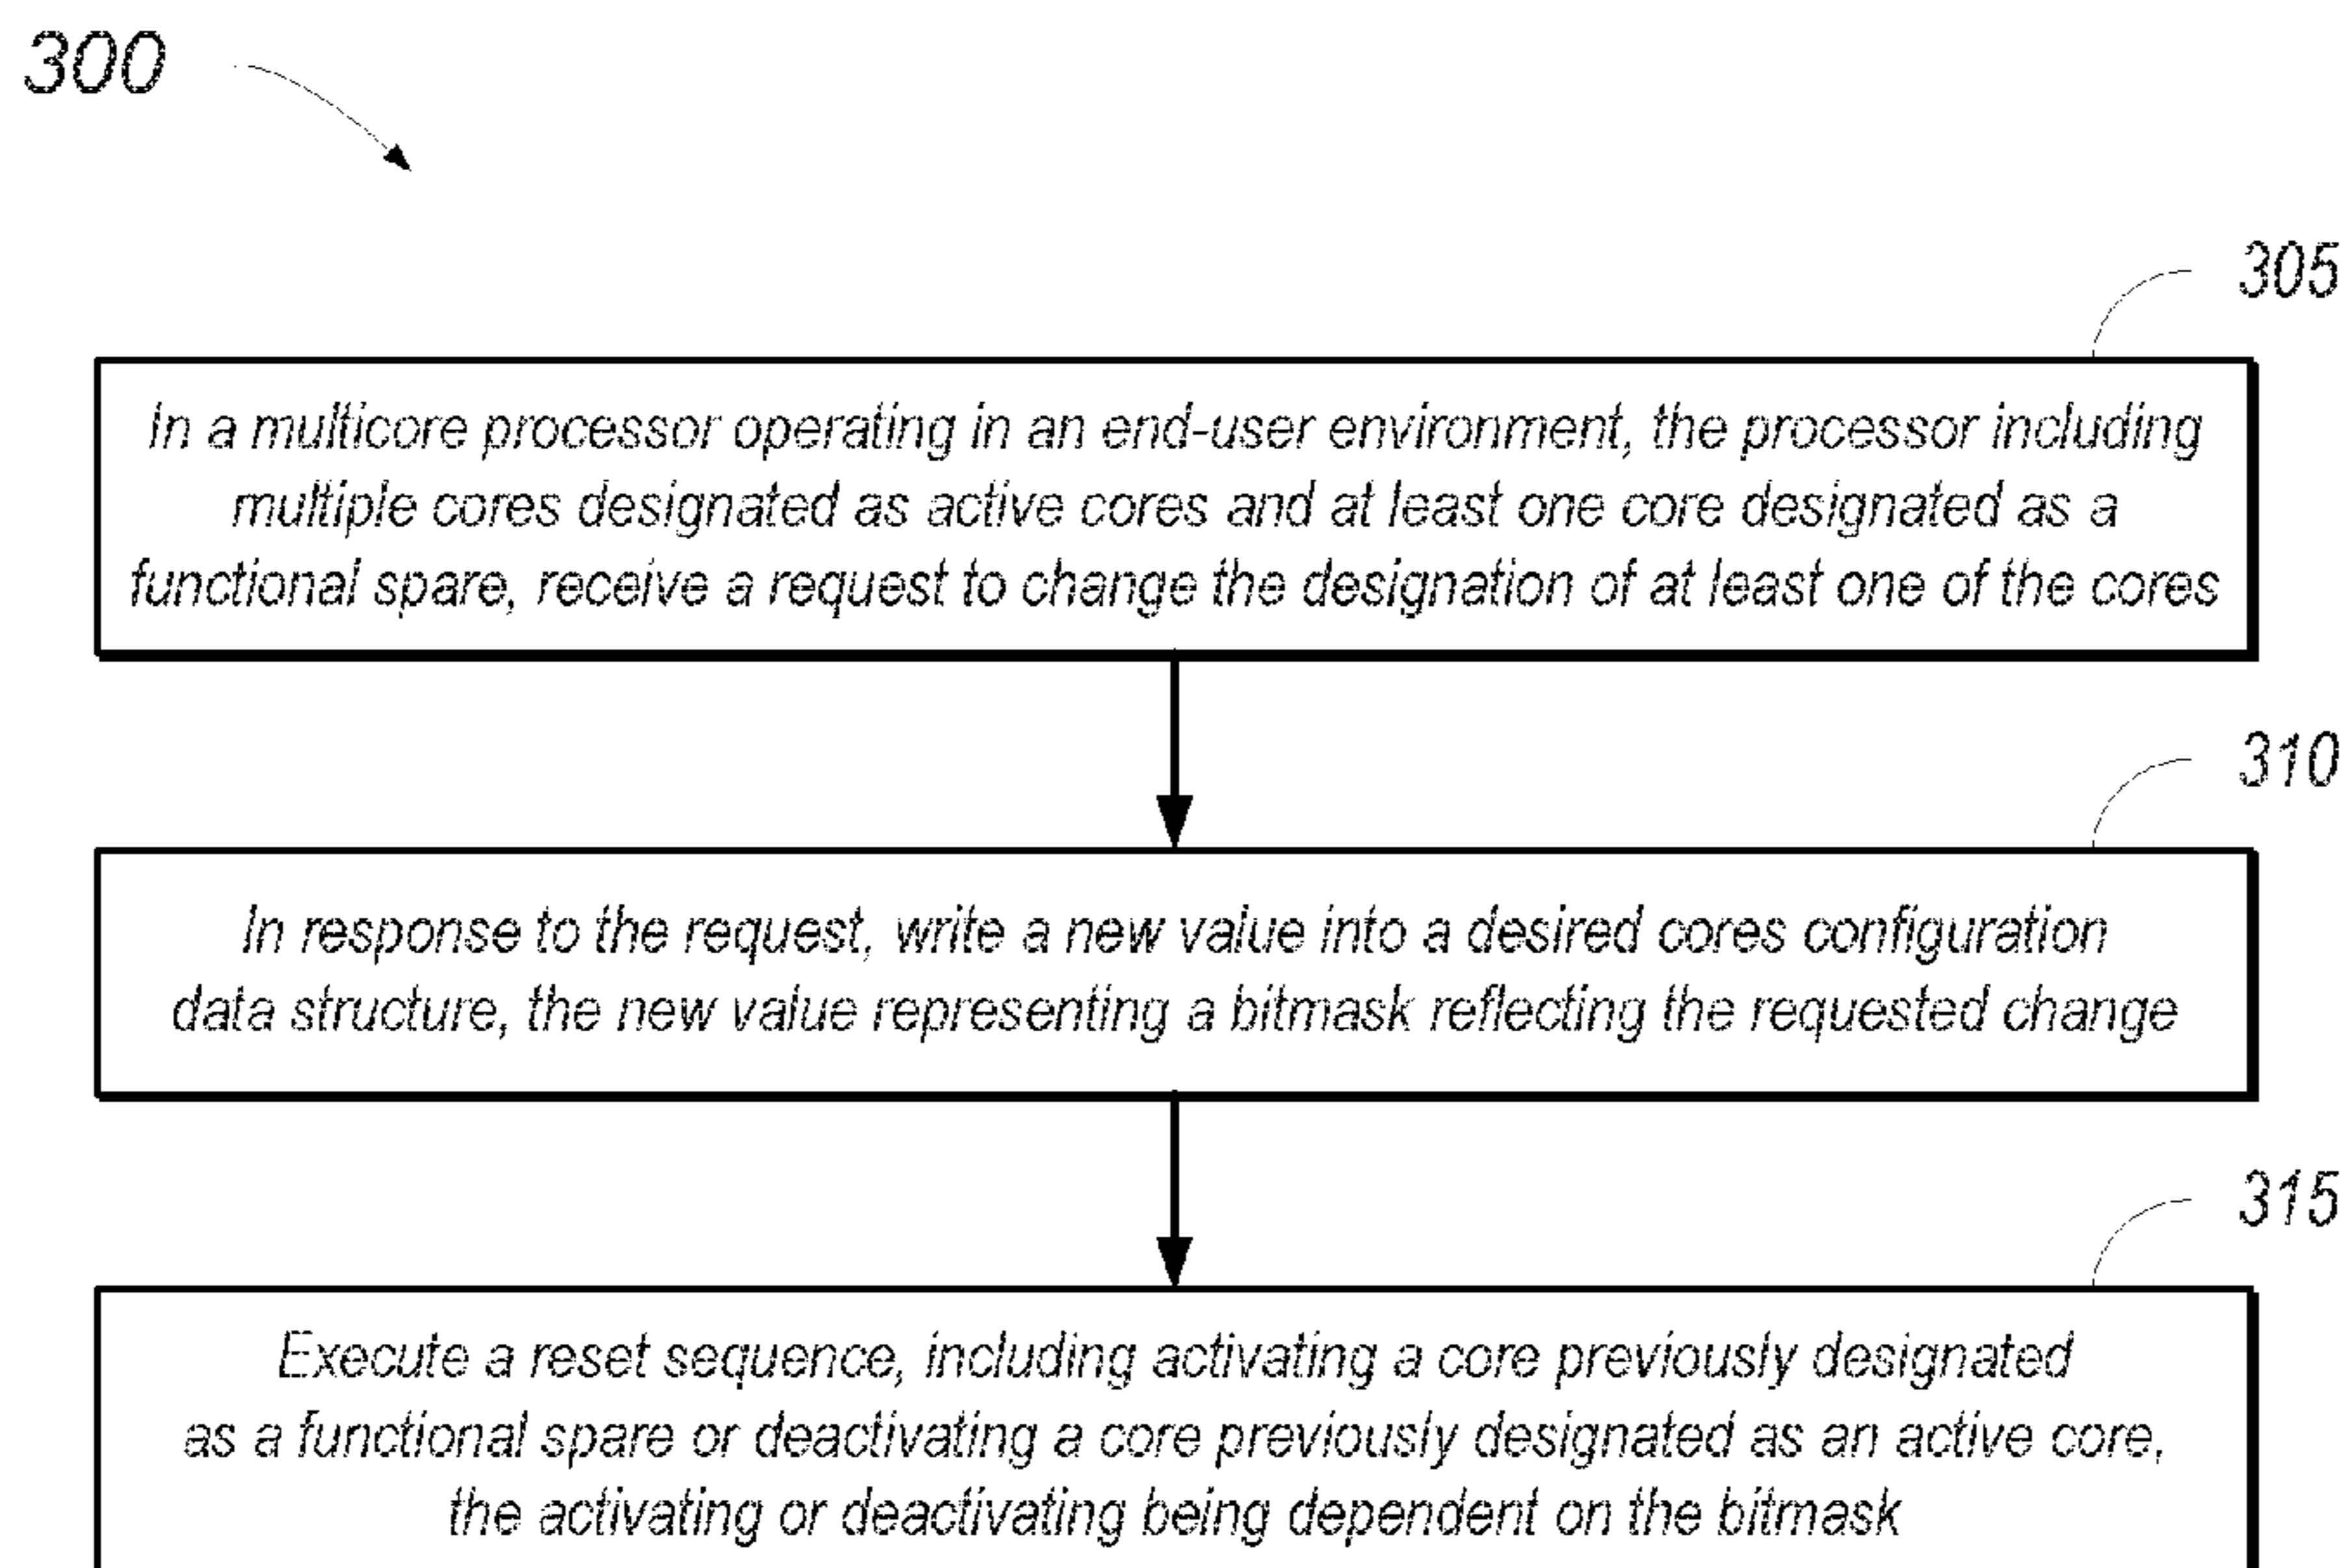 300
305
In a multicore processor operating in an end-user environment, the processor including
multiple cores designated as active cores and at least one core designated as a
functional spare, receive a request to change the designation of at least one of the cores
310
In response to the request, write a new value into a desired cores configuration
data structure, the new value representing a bitmask reflecting the requested change
315
Execute a reset sequence, including activating a core previously designated
as a functional spare or deactivating a core previously designated as an active core,
the activating or deactivating being dependent on the bitmask